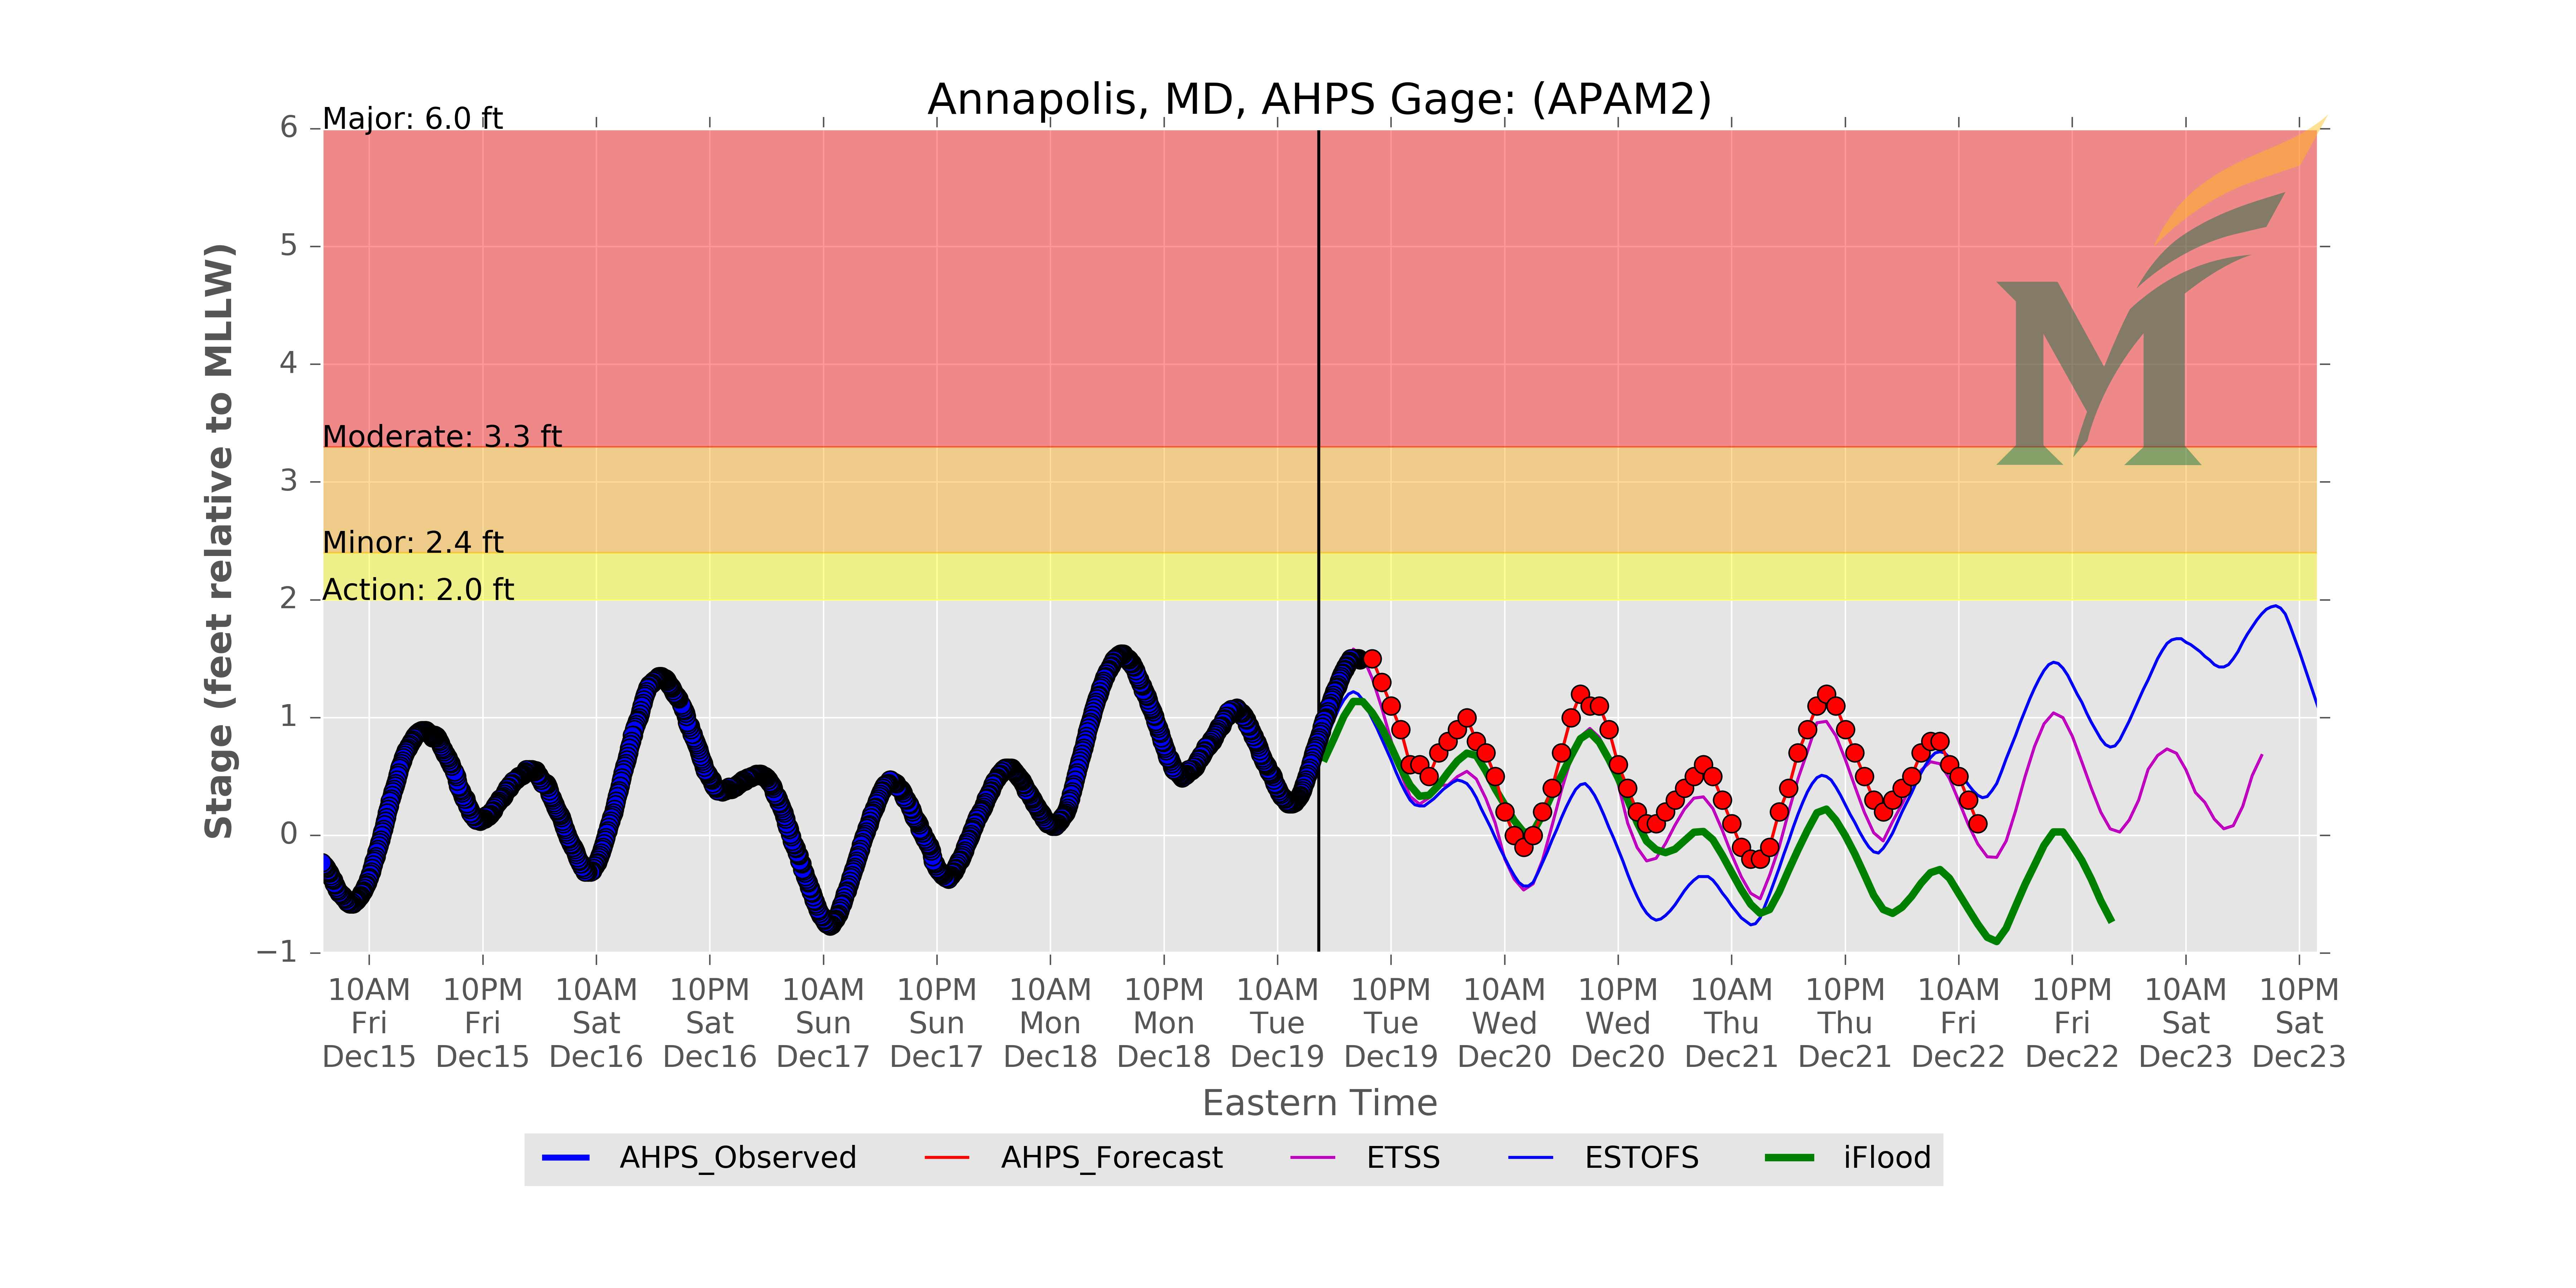 Annapolis, MD, AHPS Gage: (APAM2)
Major: 6.0 ft
Moderate: 3.3 ft
Minor: 2.4 ft
Action: 2.0 ft
6
5
4
3
2
1
0
−1
Stage (feet relative to MLLW)
10AM 10PM 10AM 10PM 10AM 10PM 10AM 10PM 10AM 10PM 10AM 10PM 10AM 10PM 10AM 10PM 10AM 10PM
Fri Fri Sat Sat Sun Sun Mon Mon Tue Tue Wed Wed Thu Thu Fri Fri Sat Sat
Dec15 Dec15 Dec16 Dec16 Dec17 Dec17 Dec18 Dec18 Dec19 Dec19 Dec20 Dec20 Dec21 Dec21 Dec22 Dec22 Dec23 Dec23
Eastern Time
AHPS_Observed AHPS_Forecast ETSS ESTOFS iFlood